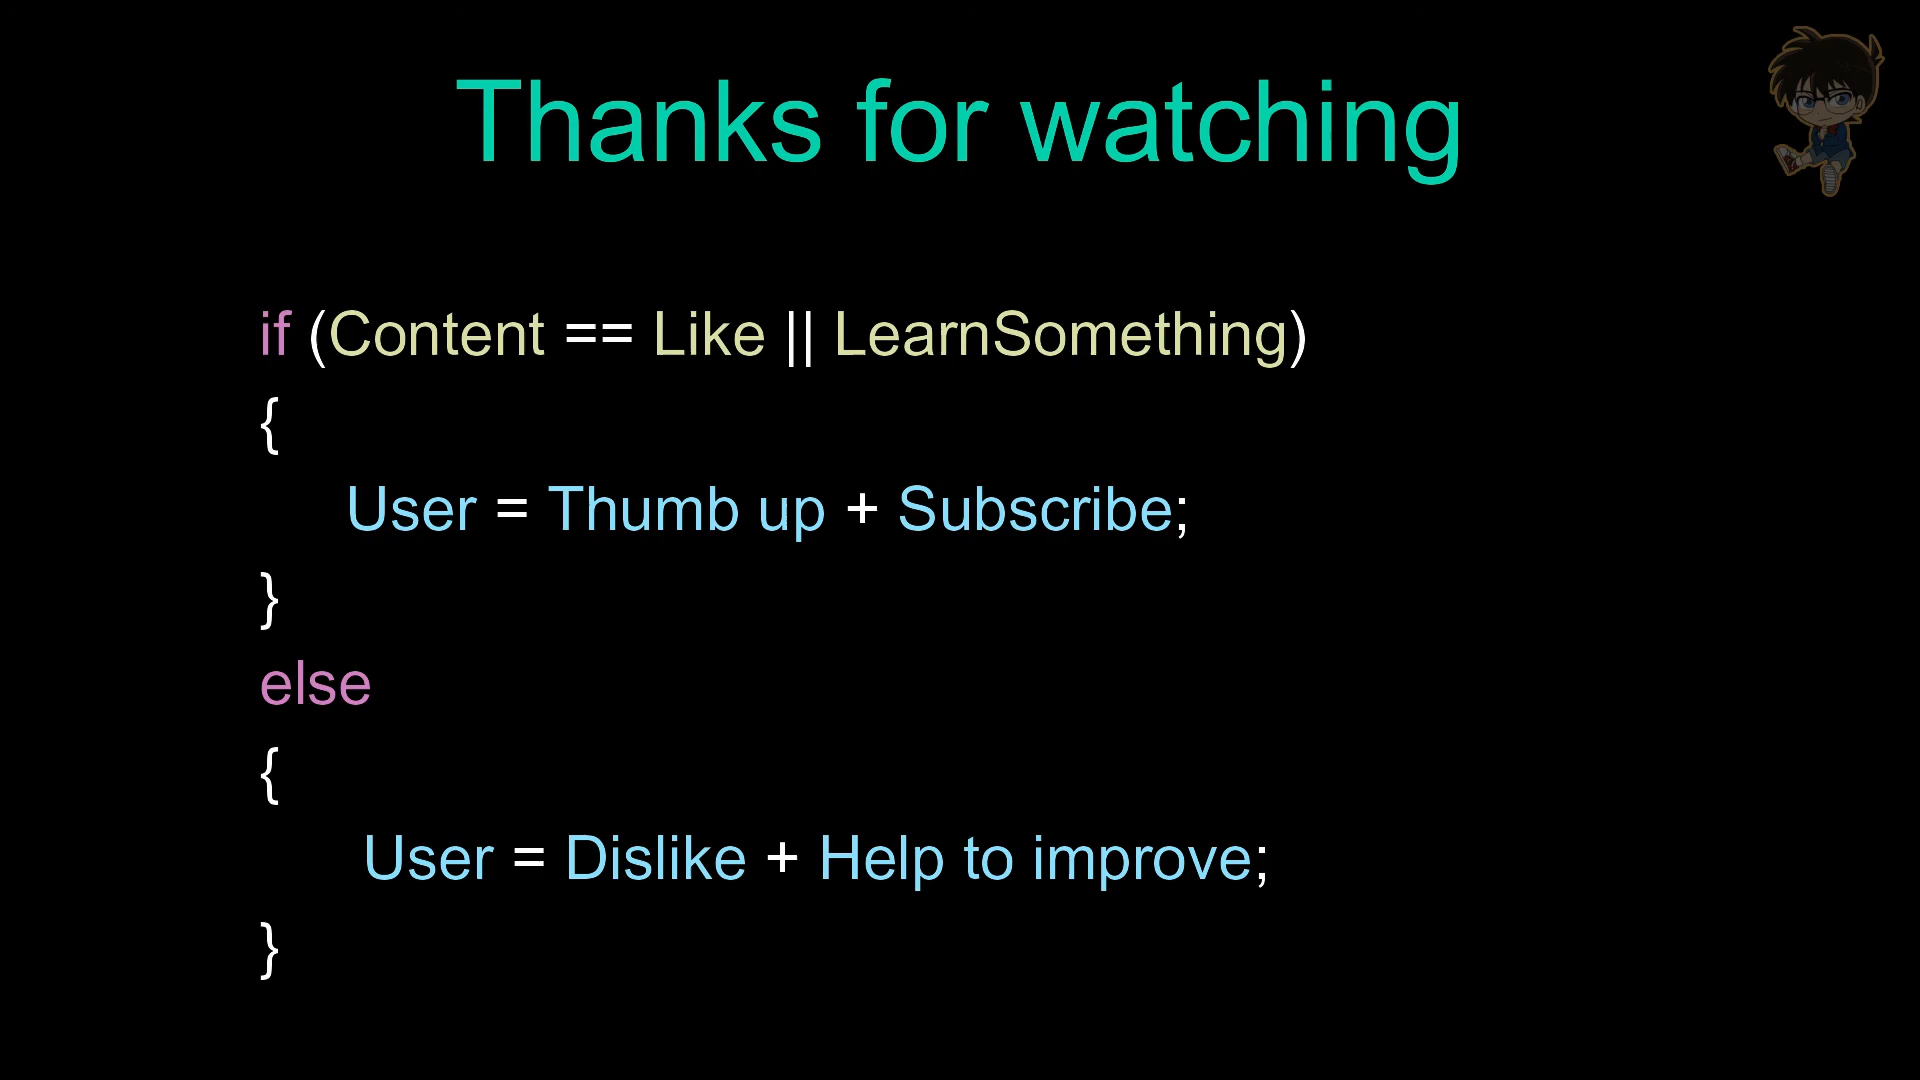 Thanks for watching
if (Content == Like || LearnSomething)
{
User = Thumb up + Subscribe;
}
else
{
User = Dislike + Help to improve;
}